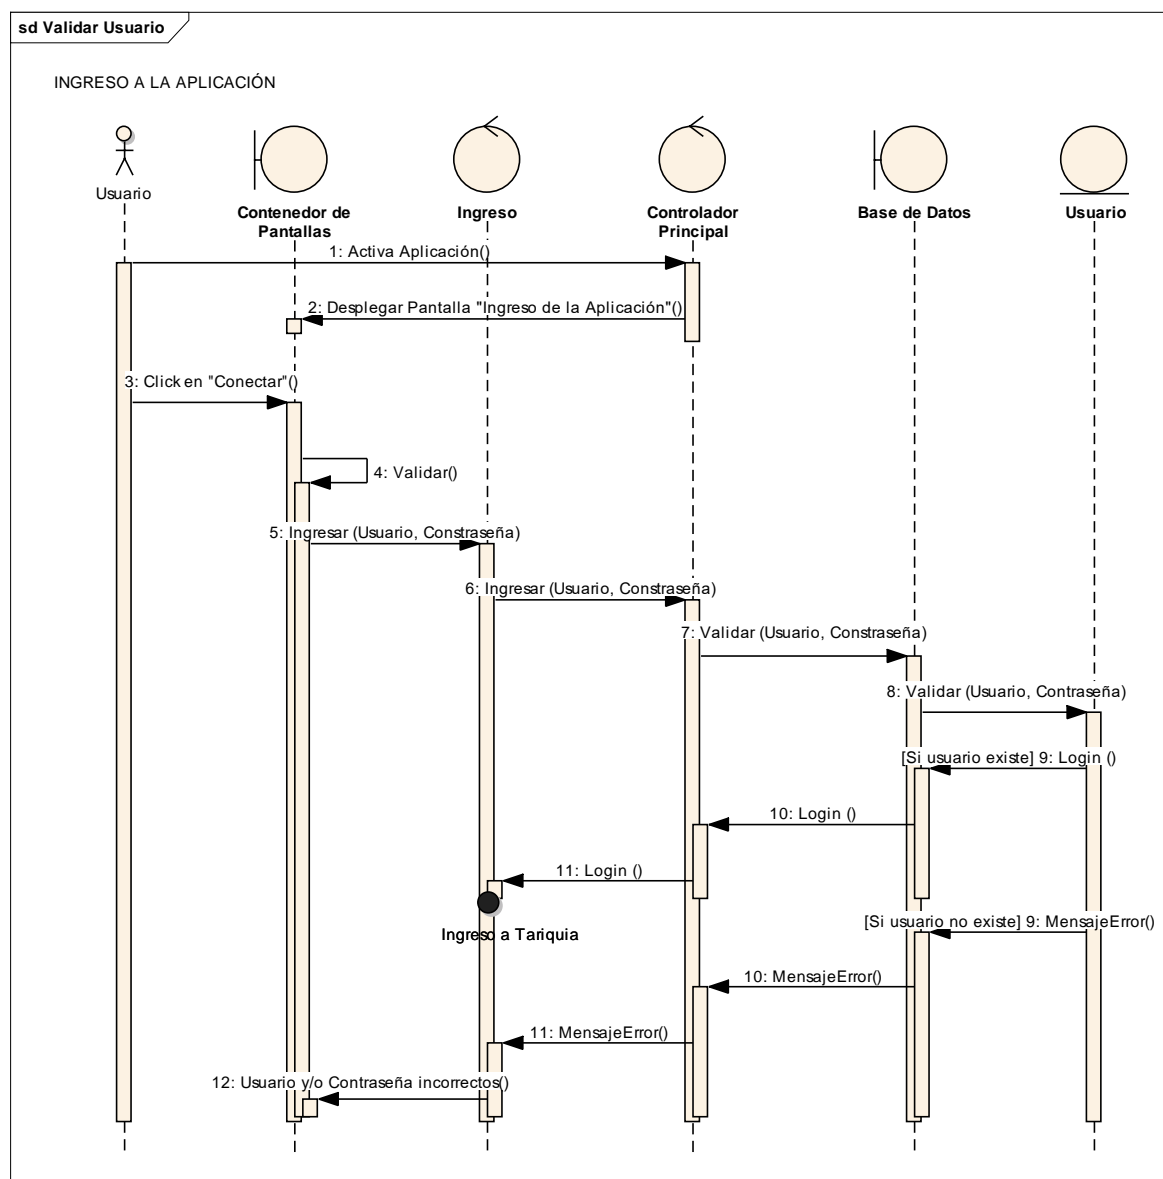 sd Validar Usuario
INGRESO A LA APLICACIÓN
Usuario
Contenedor de
Pantallas
Ingreso
Controlador
Principal
Base de Datos
Usuario
1: Activa Aplicación()
2: Desplegar Pantalla "Ingreso de la Aplicación"()
3: Click en "Conectar"()
4: Validar()
5: Ingresar (Usuario, Constraseña)
6: Ingresar (Usuario, Constraseña)
7: Validar (Usuario, Constraseña)
8: Validar (Usuario, Contraseña)
[Si usuario existe] 9: Login ()
10: Login ()
11: Login ()
[Si usuario no existe] 9: MensajeError()
Ingreso a Tariquia
10: MensajeError()
11: MensajeError()
12: Usuario y/o Contraseña incorrectos()